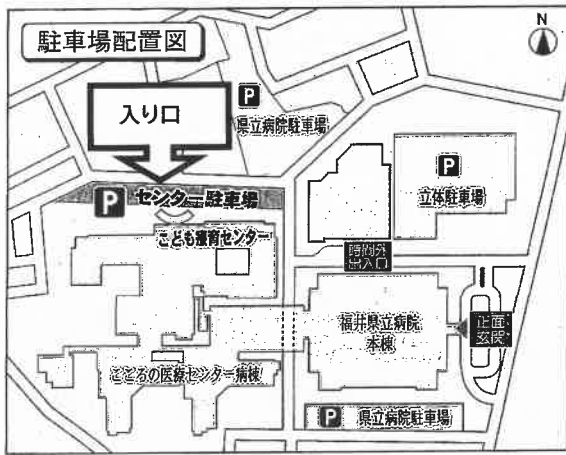 駐車場配置図
N
入り口
P
県立病院駐車場
P
センター駐車場
P
立体駐車場
こども療育センター
時間外
出入口
福井県立病院
本棟
正面
玄関
こころの医療センター病棟
P
県立病院駐車場